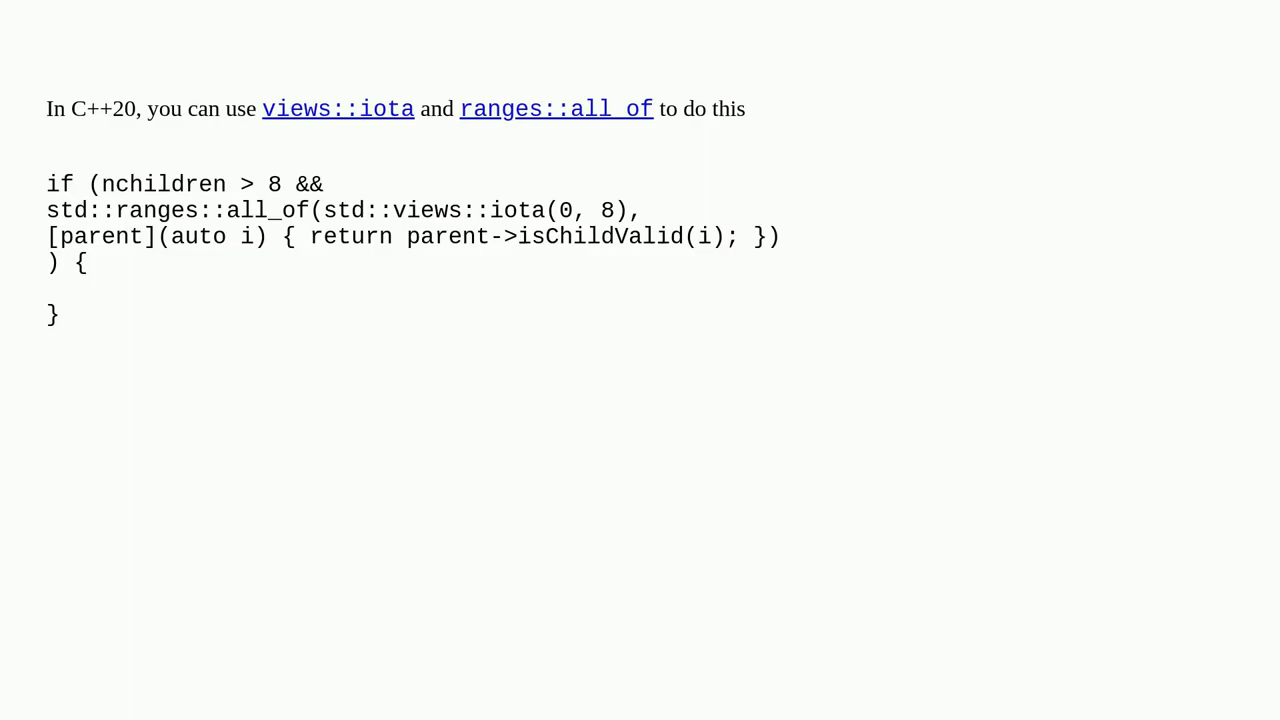 In C++20, you can use views::iota and ranges::all_of to do this
if (nchildren > 8 &&
std::ranges::all_of(std::views::iota(0, 8),
[parent](auto i) { return parent->isChildValid(i); })
) {
}